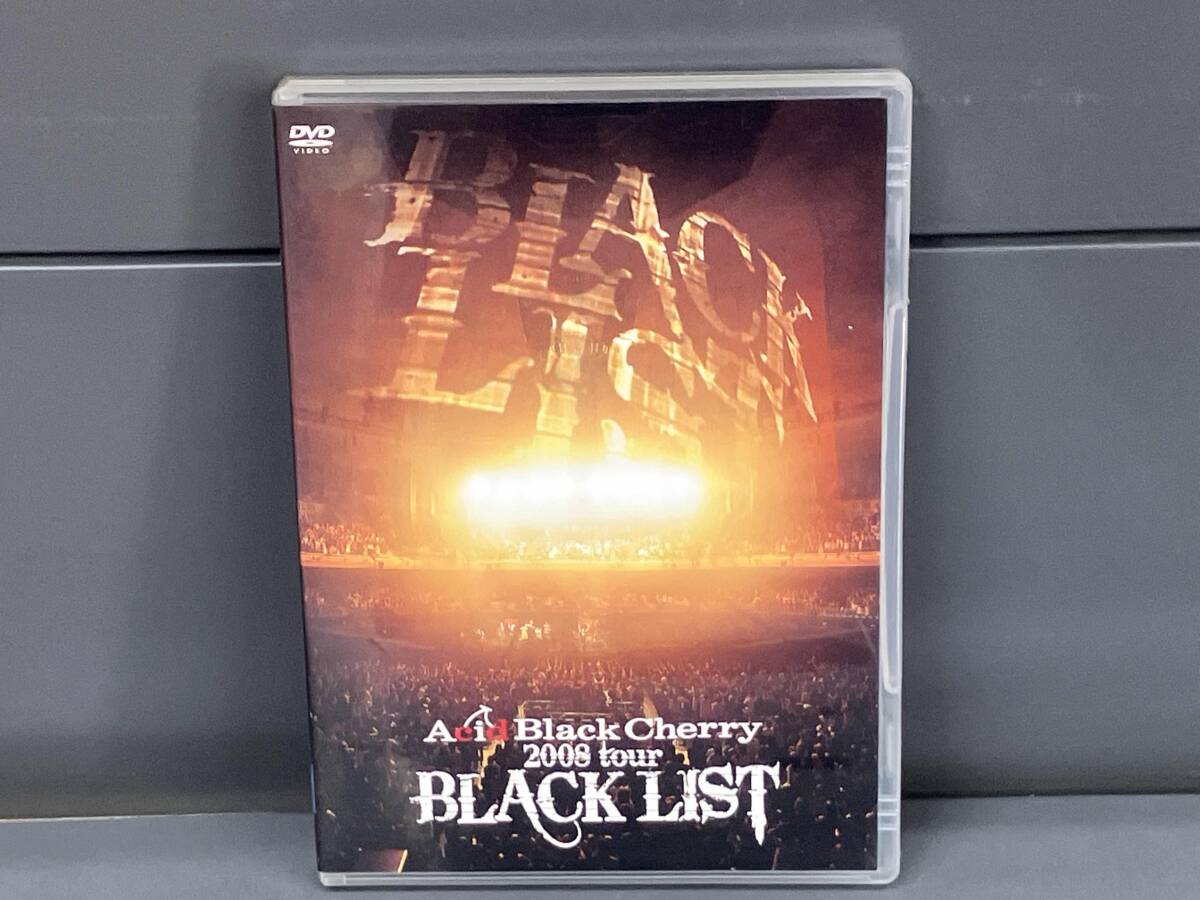 DVD
VIDEO
BLACK
LIST
Acid Black Cherry
2008 tour
BLACK LIST